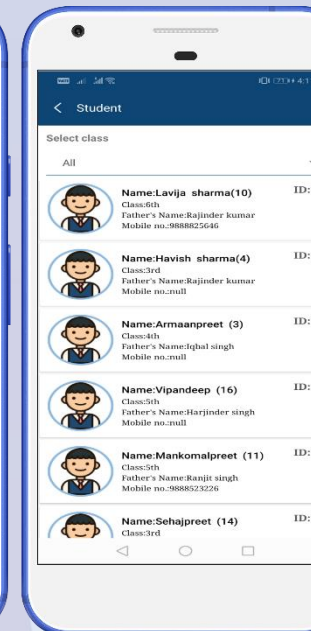 4:1
Student
Select class
All
Name:Lavija sharma(10) ID:
Class:6th
Father's Name:Rajinder kumar
Mobile no.:9888825646
Name:Havish sharma(4) ID:
Class:3rd
Father's Name:Rajinder kumar
Mobile no.:null
Name:Armaanpreet (3) ID:
Class:4th
Father's Name:Iqbal singh
Mobile no.:null
Name:Vipandeep (16) ID:
Class:5th
Father's Name:Harjinder singh
Mobile no.:null
Name:Mankomalpreet (11) ID:
Class:5th
Father's Name:Ranjit singh
Mobile no.:9888523226
Name:Sehajpreet (14) ID:
Class:3rd